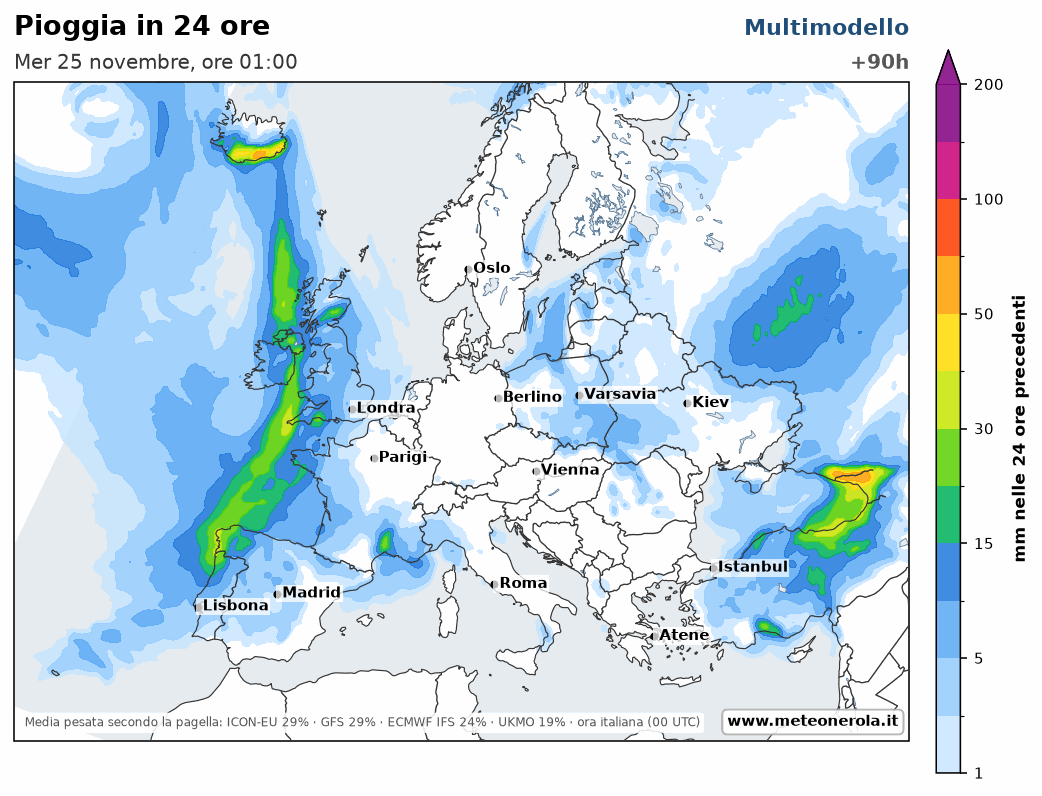 Pioggia in 24 ore
Multimodello
Mer 25 novembre, ore 01:00
+90h
200
100
50
30
15
5
1
mm nelle 24 ore precedenti
Oslo
Berlino
Varsavia
Kiev
Londra
Parigi
Vienna
Istanbul
Roma
Madrid
Lisbona
Atene
Media pesata secondo la pagella: ICON-EU 29% · GFS 29% · ECMWF IFS 24% · UKMO 19% · ora italiana (00 UTC)
www.meteonerola.it